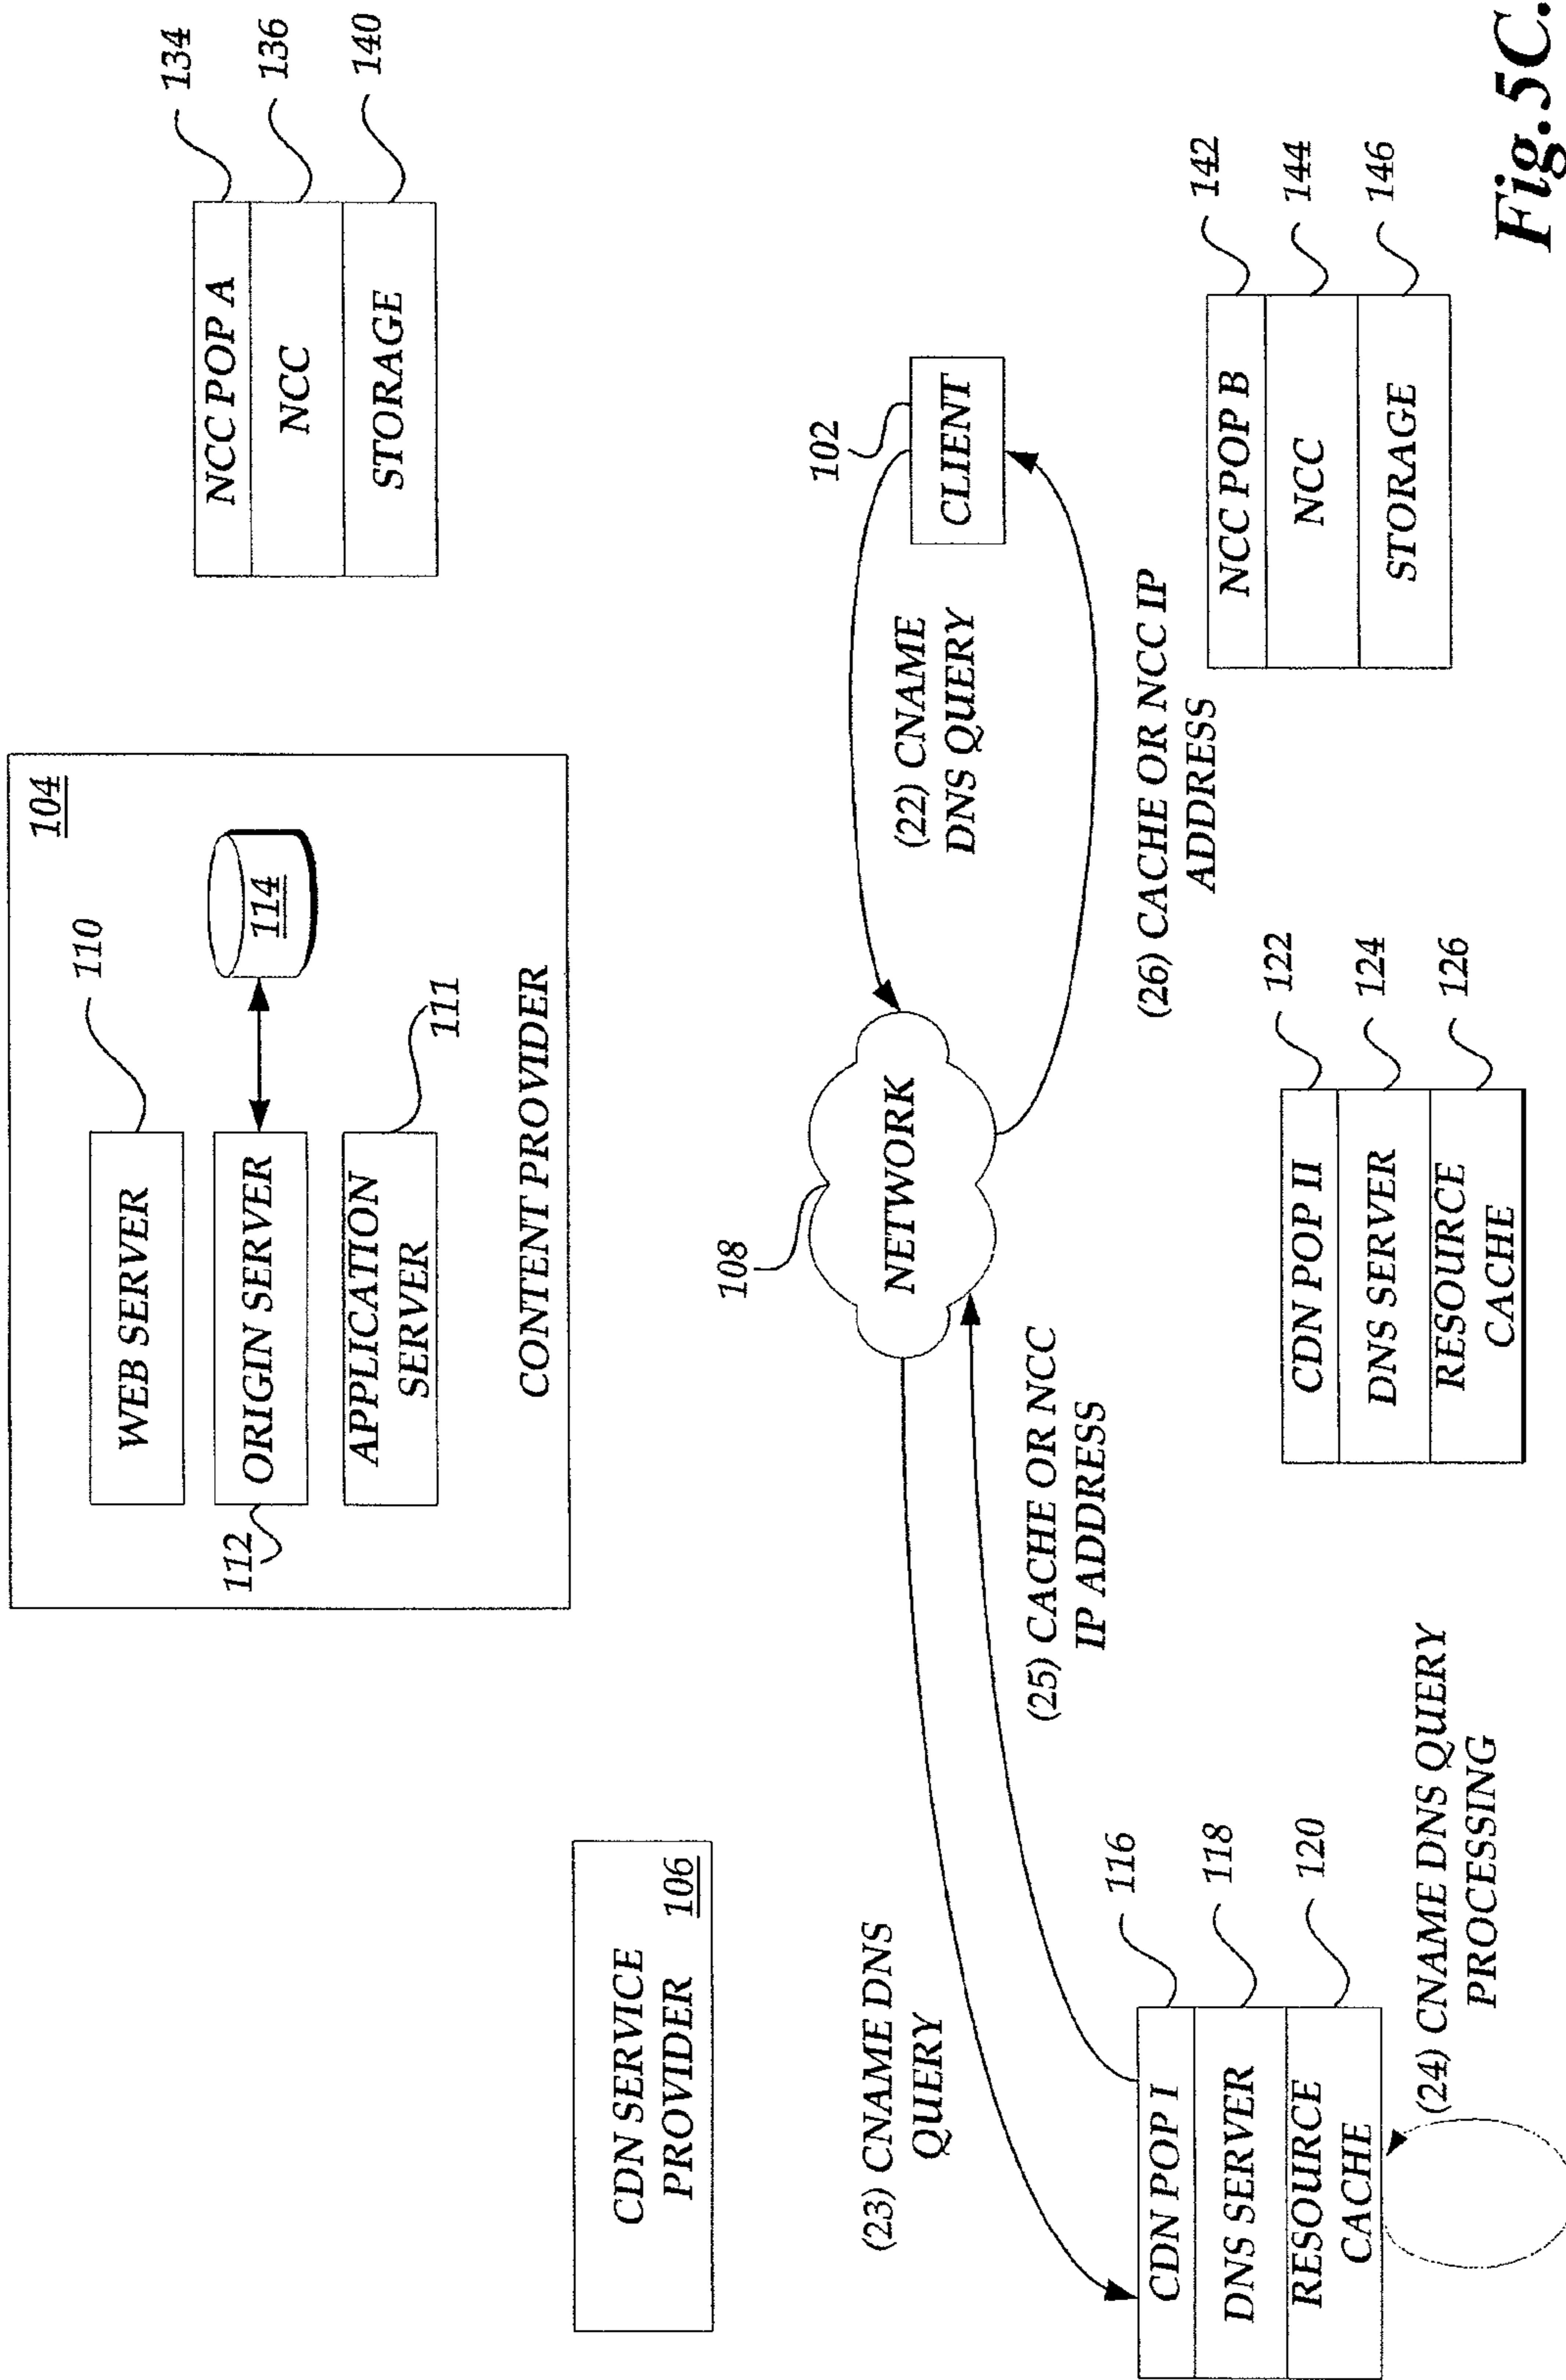 104
110
WEB SERVER
112
ORIGIN SERVER
114
APPLICATION
SERVER
111
CONTENT PROVIDER
134
NCC POP A
136
NCC
140
STORAGE
CDN SERVICE
PROVIDER
106
108
NETWORK
102
CLIENT
(22) CNAME
DNS QUERY
(23) CNAME DNS
QUERY
(25) CACHE OR NCC
IP ADDRESS
(26) CACHE OR NCC IP
ADDRESS
116
CDN POP I
118
DNS SERVER
120
RESOURCE
CACHE
(24) CNAME DNS QUERY
PROCESSING
122
CDN POP II
124
DNS SERVER
126
RESOURCE
CACHE
142
NCC POP B
144
NCC
146
STORAGE
Fig.5C.